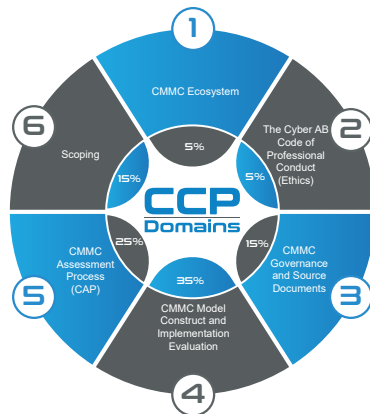 1
CMMC Ecosystem
5%
2
The Cyber AB
Code of
Professional
Conduct
(Ethics)
5%
3
CMMC
Governance
and Source
Documents
15%
4
CMMC Model
Construct and
Implementation
Evaluation
35%
5
CMMC
Assessment
Process
(CAP)
25%
6
Scoping
15%
CCP
Domains